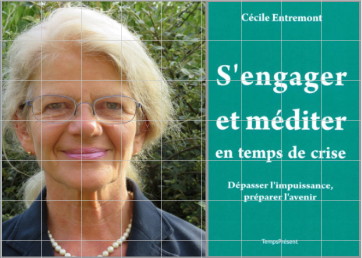 Cécile Entremont
S'engager
et méditer
en temps de crise
Dépasser l'impuissance,
préparer l'avenir
TempsPrésent